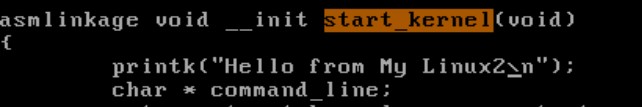 asmlinkage void __init start_kernel(void)
{
printk("Hello from My Linux2\n");
char * command_line;